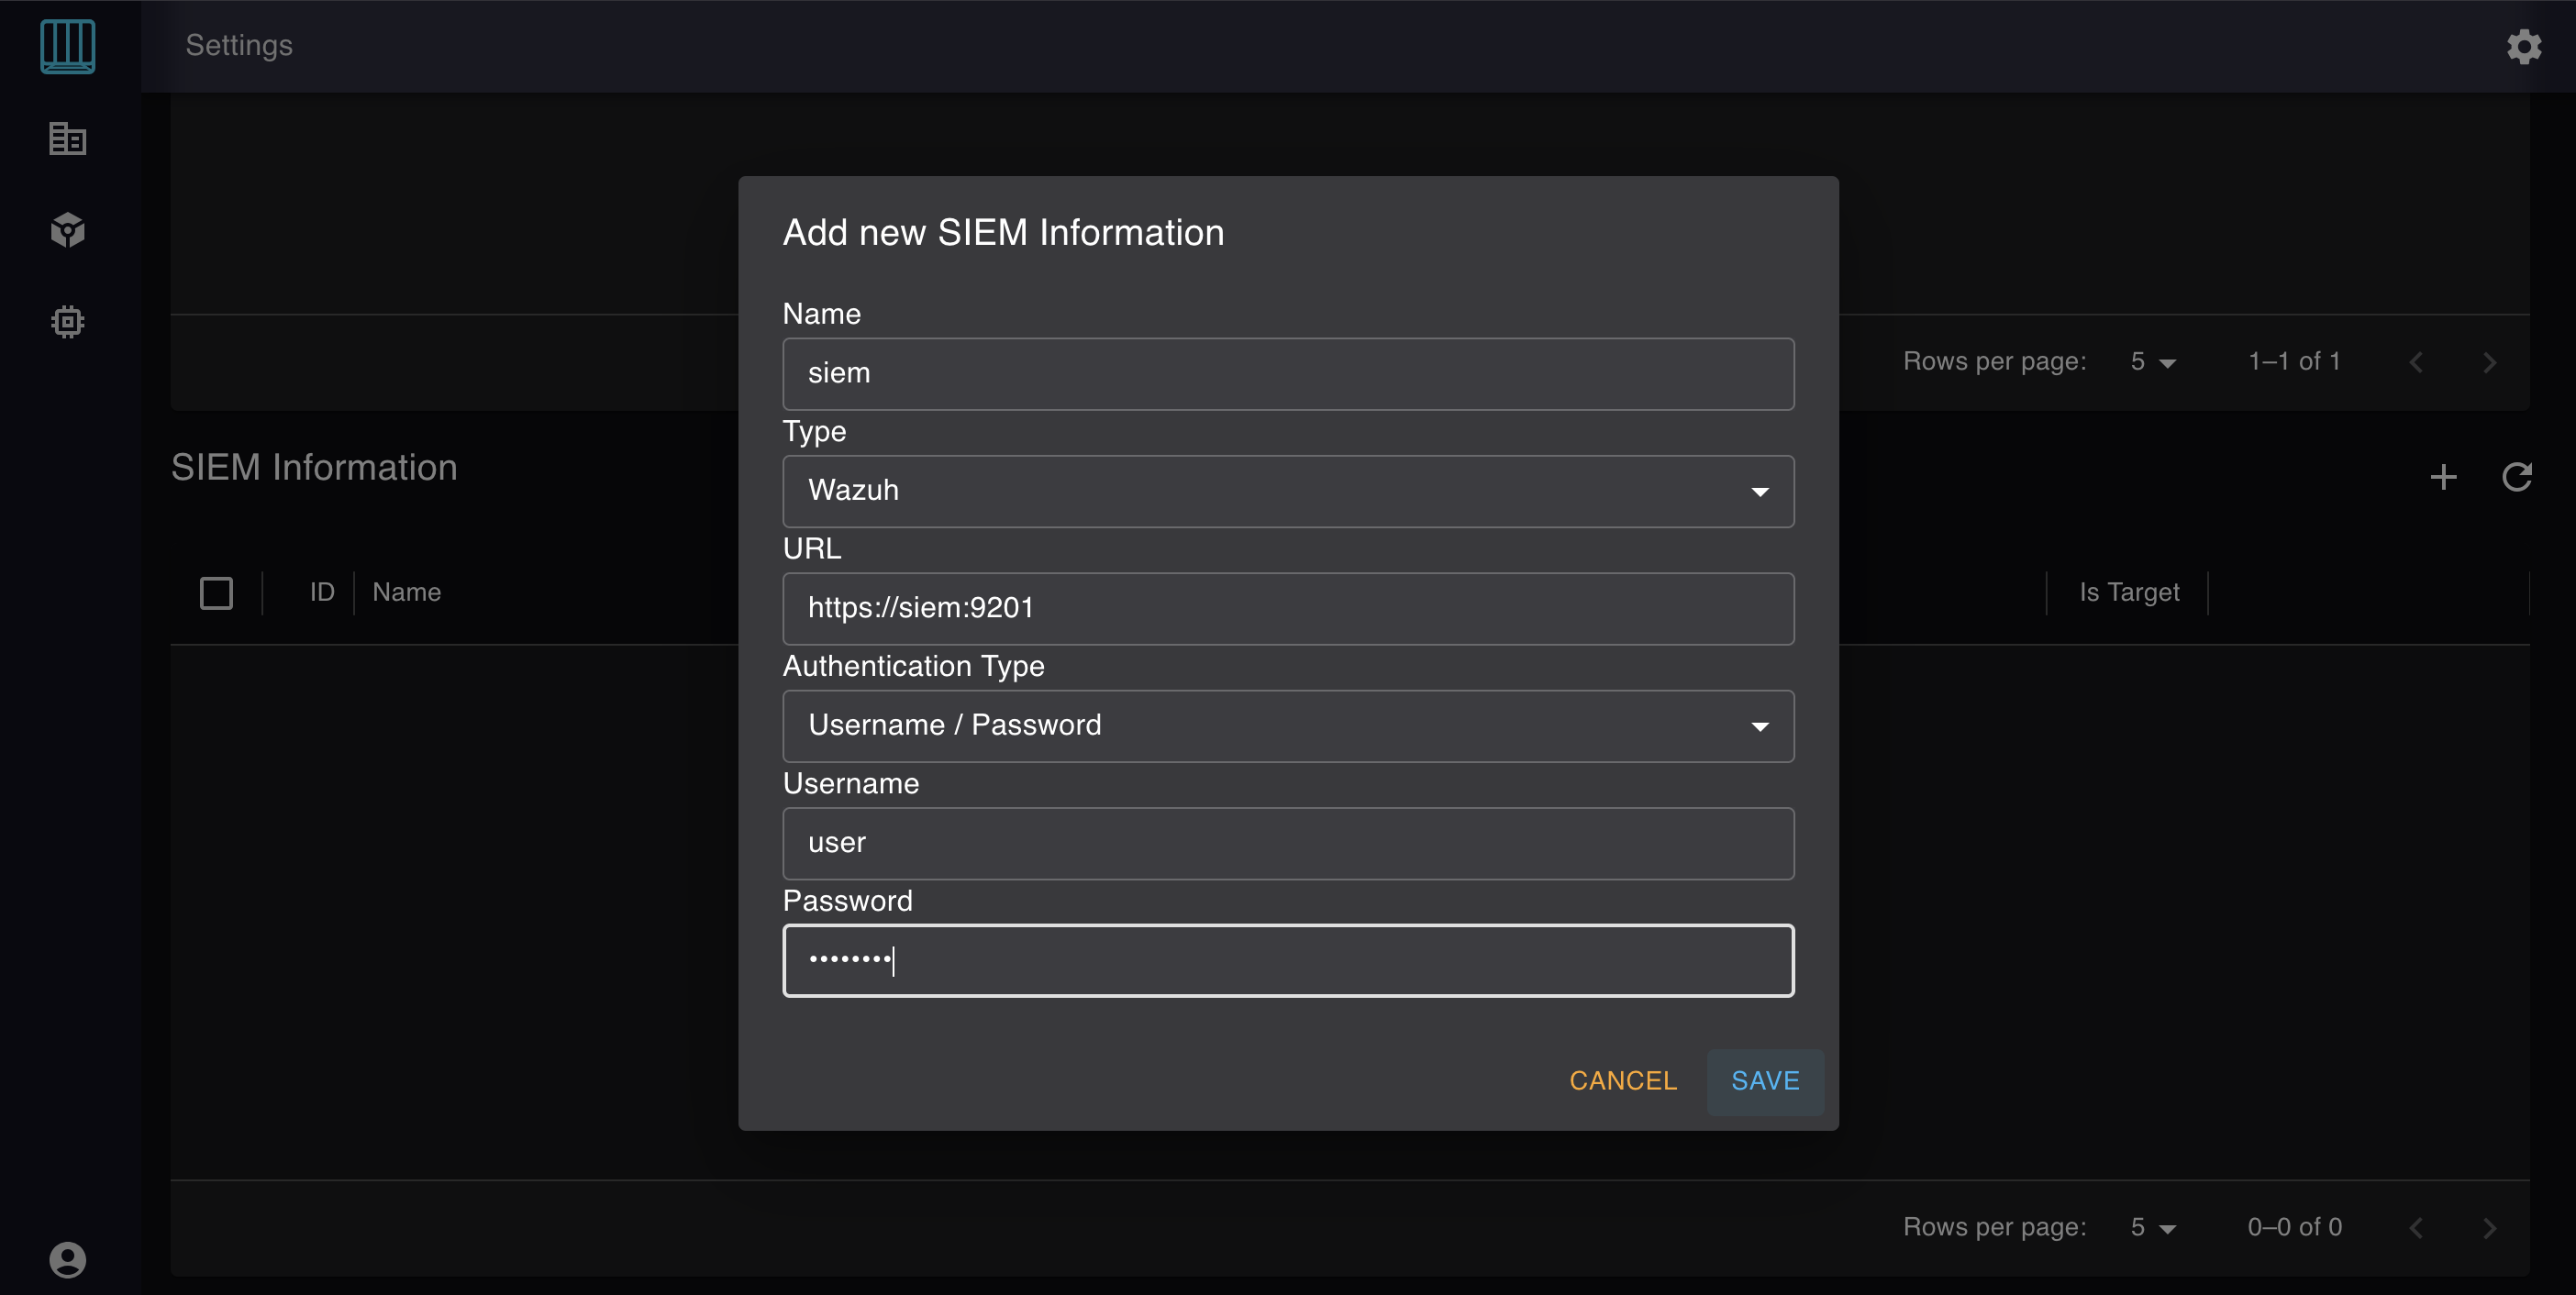 Settings
Add new SIEM Information
Name
siem
Rows per page: 5 1–1 of 1
Type
SIEM Information
Wazuh
URL
ID Name Is Target
https://siem:9201
Authentication Type
Username / Password
Username
user
Password
••••••••
CANCEL SAVE
Rows per page: 5 0–0 of 0